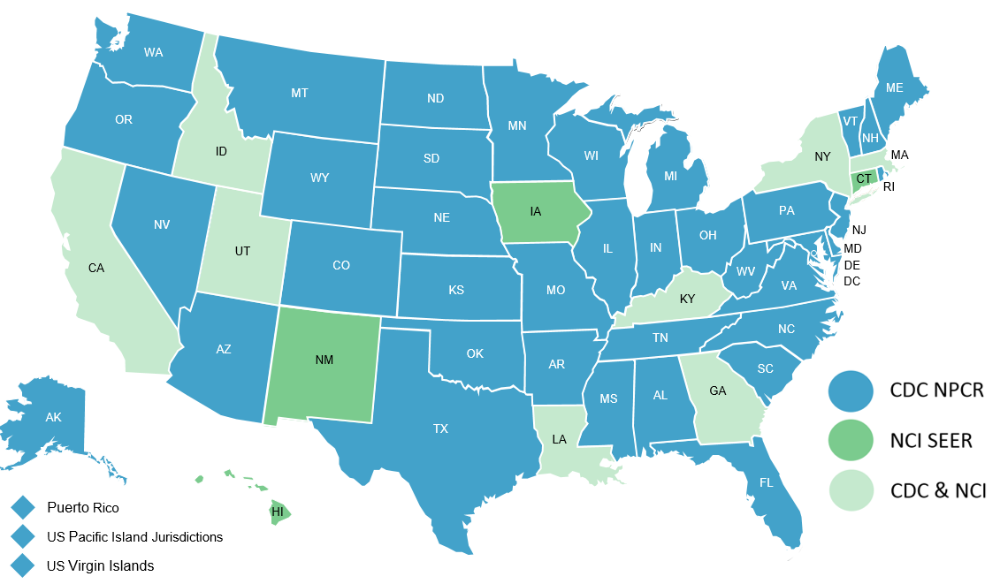 WA
ME
MT
ND
OR
VT
MN
NH
ID
NY
MA
WI
SD
WY
MI
CT
RI
PA
IA
NE
NV
NJ
OH
UT
IN
IL
MD
CO
DE
CA
WV
DC
VA
KS
MO
KY
NC
TN
AZ
OK
NM
AR
SC
CDC NPCR
GA
AL
MS
AK
TX
LA
NCI SEER
FL
CDC & NCI
HI
Puerto Rico
US Pacific Island Jurisdictions
US Virgin Islands